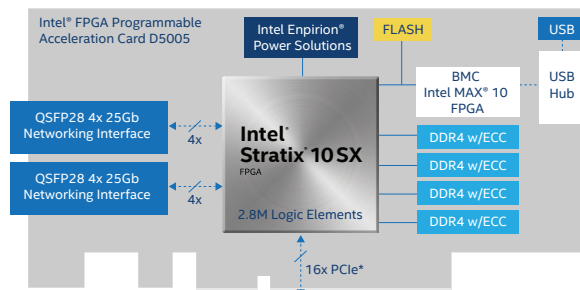 Intel® FPGA Programmable
Acceleration Card D5005
Intel Enpirion®
Power Solutions
FLASH
USB
BMC
Intel MAX® 10
FPGA
USB
Hub
QSFP28 4x 25Gb
Networking Interface
4x
QSFP28 4x 25Gb
Networking Interface
4x
Intel®
Stratix® 10 SX
FPGA
2.8M Logic Elements
DDR4 w/ECC
DDR4 w/ECC
DDR4 w/ECC
DDR4 w/ECC
16x PCIe*